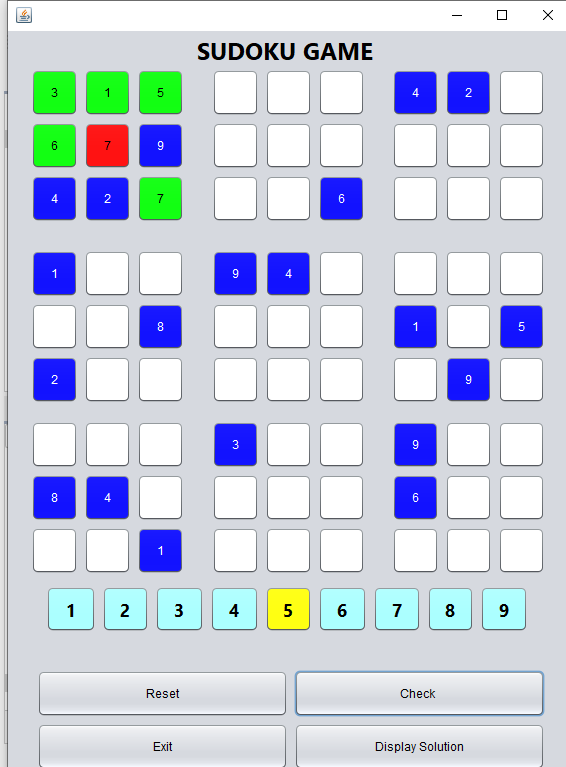 SUDOKU GAME
3 1 5 4 2
6 7 9
4 2 7 6
1 9 4
8 1 5
2 9
3 9
8 4 6
1
1 2 3 4 5 6 7 8 9
Reset Check
Exit Display Solution